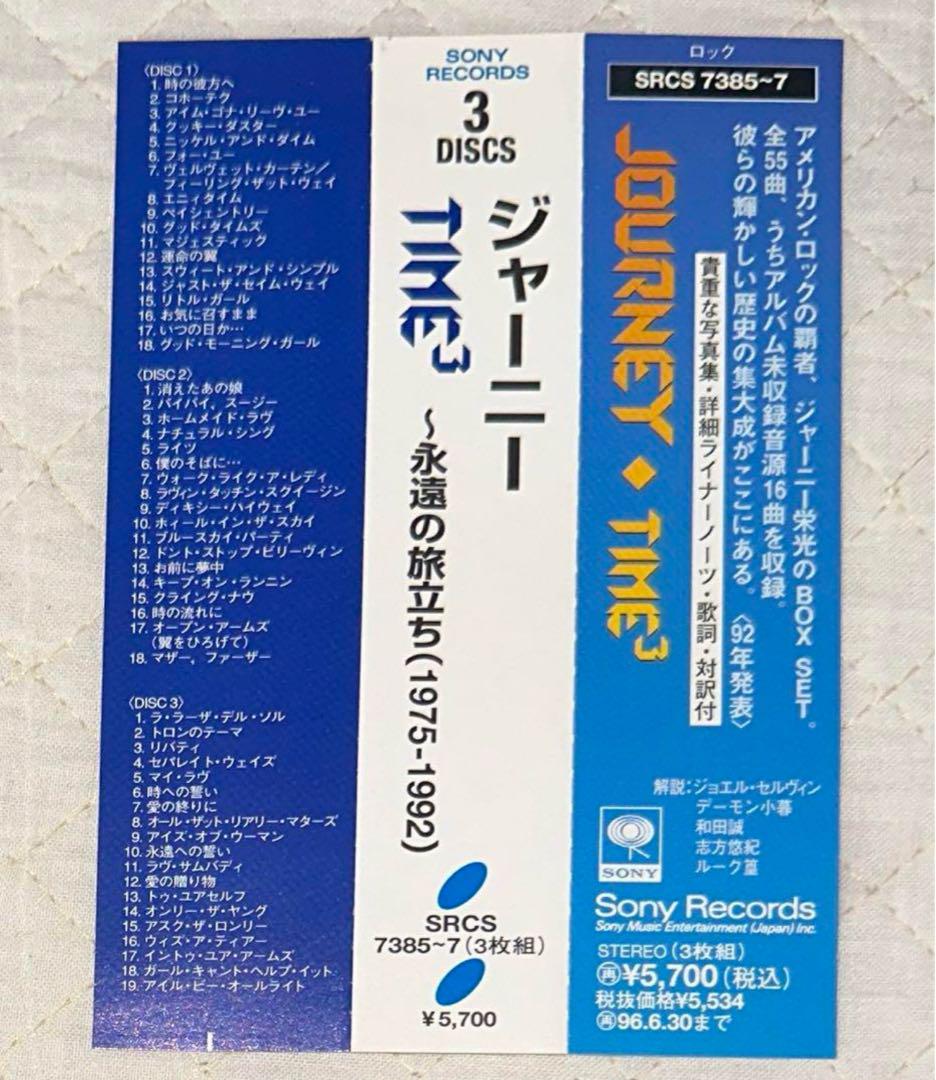 〈DISC 1〉
1. 時の彼方へ
2. コホーテク
3. アイム・ゴナ・リーヴ・ユー
4. クッキー・ダスター
5. ニッケル・アンド・ダイム
6. フォー・ユー
7. ヴェルヴェット・カーテン/
フィーリング・ザット・ウェイ
8. エニィタイム
9. ペイシェントリー
10. グッド・タイムズ
11. マジェスティック
12. 運命の翼
13. スウィート・アンド・シンプル
14. ジャスト・ザ・セイム・ウェイ
15. リトル・ガール
16. お気に召すまま
17. いつの日か…
18. グッド・モーニング・ガール
〈DISC 2〉
1. 消えたあの娘
2. バイバイ, スージー
3. ホームメイド・ラヴ
4. ナチュラル・シング
5. ライツ
6. 僕のそばに…
7. ウォーク・ライク・ア・レディ
8. ラヴィン・タッチン・スクイージン
9. ディキシー・ハイウェイ
10. ホィール・イン・ザ・スカイ
11. ブルースカイ・パーティ
12. ドント・ストップ・ビリーヴィン
13. お前に夢中
14. キープ・オン・ランニン
15. クライング・ナウ
16. 時の流れに
17. オープン・アームズ
(翼をひろげて)
18. マザー, ファーザー
〈DISC 3〉
1. ラ・ラーザ・デル・ソル
2. トロンのテーマ
3. リバティ
4. セパレイト・ウェイズ
5. マイ・ラヴ
6. 時への誓い
7. 愛の終りに
8. オール・ザット・リアリー・マターズ
9. アイズ・オブ・ウーマン
10. 永遠への誓い
11. ラヴ・サムバディ
12. 愛の贈り物
13. トゥ・ユアセルフ
14. オンリー・ザ・ヤング
15. アスク・ザ・ロンリー
16. ウィズ・ア・ティアー
17. イントゥ・ユア・アームズ
18. ガール・キャント・ヘルプ・イット
19. アイル・ビー・オールライト
SONY
RECORDS
3
DISCS
ジャーニー
TIME³
～永遠の旅立ち(1975-1992)
SRCS
7385~7(3枚組)
¥5,700
ロック
SRCS 7385~7
アメリカン・ロックの覇者、ジャーニー栄光のBOX SET。
全55曲、うちアルバム未収録音源16曲を収録。
彼らの輝かしい歴史の集大成がここにある。〈92年発表〉
貴重な写真集・詳細ライナーノーツ・歌詞・対訳付
JOURNEY◆TIME³
解説:ジョエル・セルヴィン
デーモン小暮
和田誠
志方悠紀
ルーク篁
SONY
Sony Records
Sony Music Entertainment (Japan) Inc.
STEREO(3枚組)
㊢¥5,700(税込)
税抜価格¥5,534
㊢96.6.30まで